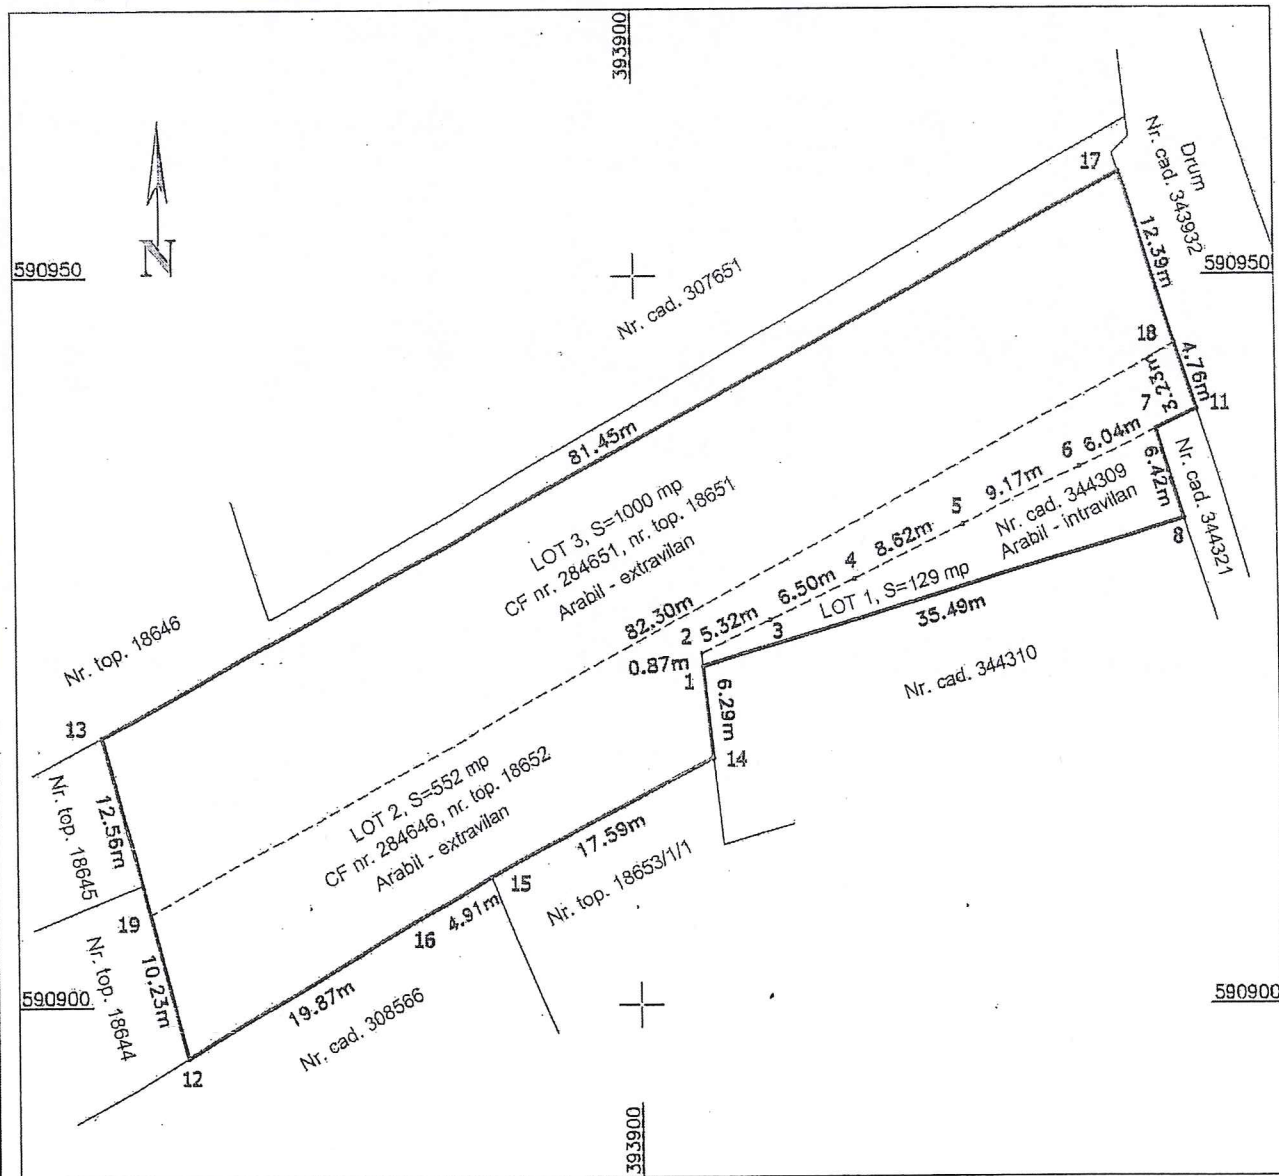 393900
17
Drum
Nr. cad. 343932
12.39m
N
590950
590950
Nr. cad. 307651
18
4.76m
3.23m
7
11
81.45m
6
6.04m
6.42m
Nr. cad. 344321
9.17m
5
Nr. cad. 344309
Arabil - intravilan
LOT 3, S=1000 mp
CF nr. 284651, nr. top. 18651
Arabil - extravilan
8.62m
8
4
6.50m
LOT 1, S=129 mp
35.49m
82.30m
2
5.32m
3
0.87m
1
Nr. top. 18646
Nr. cad. 344310
6.29m
13
14
Nr. top. 18645
12.56m
LOT 2, S=552 mp
CF nr. 284646, nr. top. 18652
Arabil - extravilan
17.59m
15
Nr. top. 18653/1/1
19
4.91m
16
Nr. top. 18644
10.23m
19.87m
Nr. cad. 308566
590900
590900
12
393900